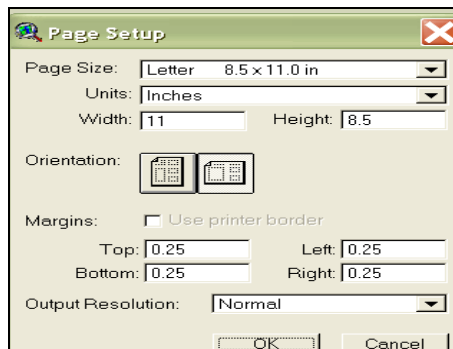 Page Setup
Page Size: Letter 8.5 x 11.0 in
Units: Inches
Width: 11 Height: 8.5
Orientation:
Margins: Use printer border
Top: 0.25 Left: 0.25
Bottom: 0.25 Right: 0.25
Output Resolution: Normal
OK Cancel